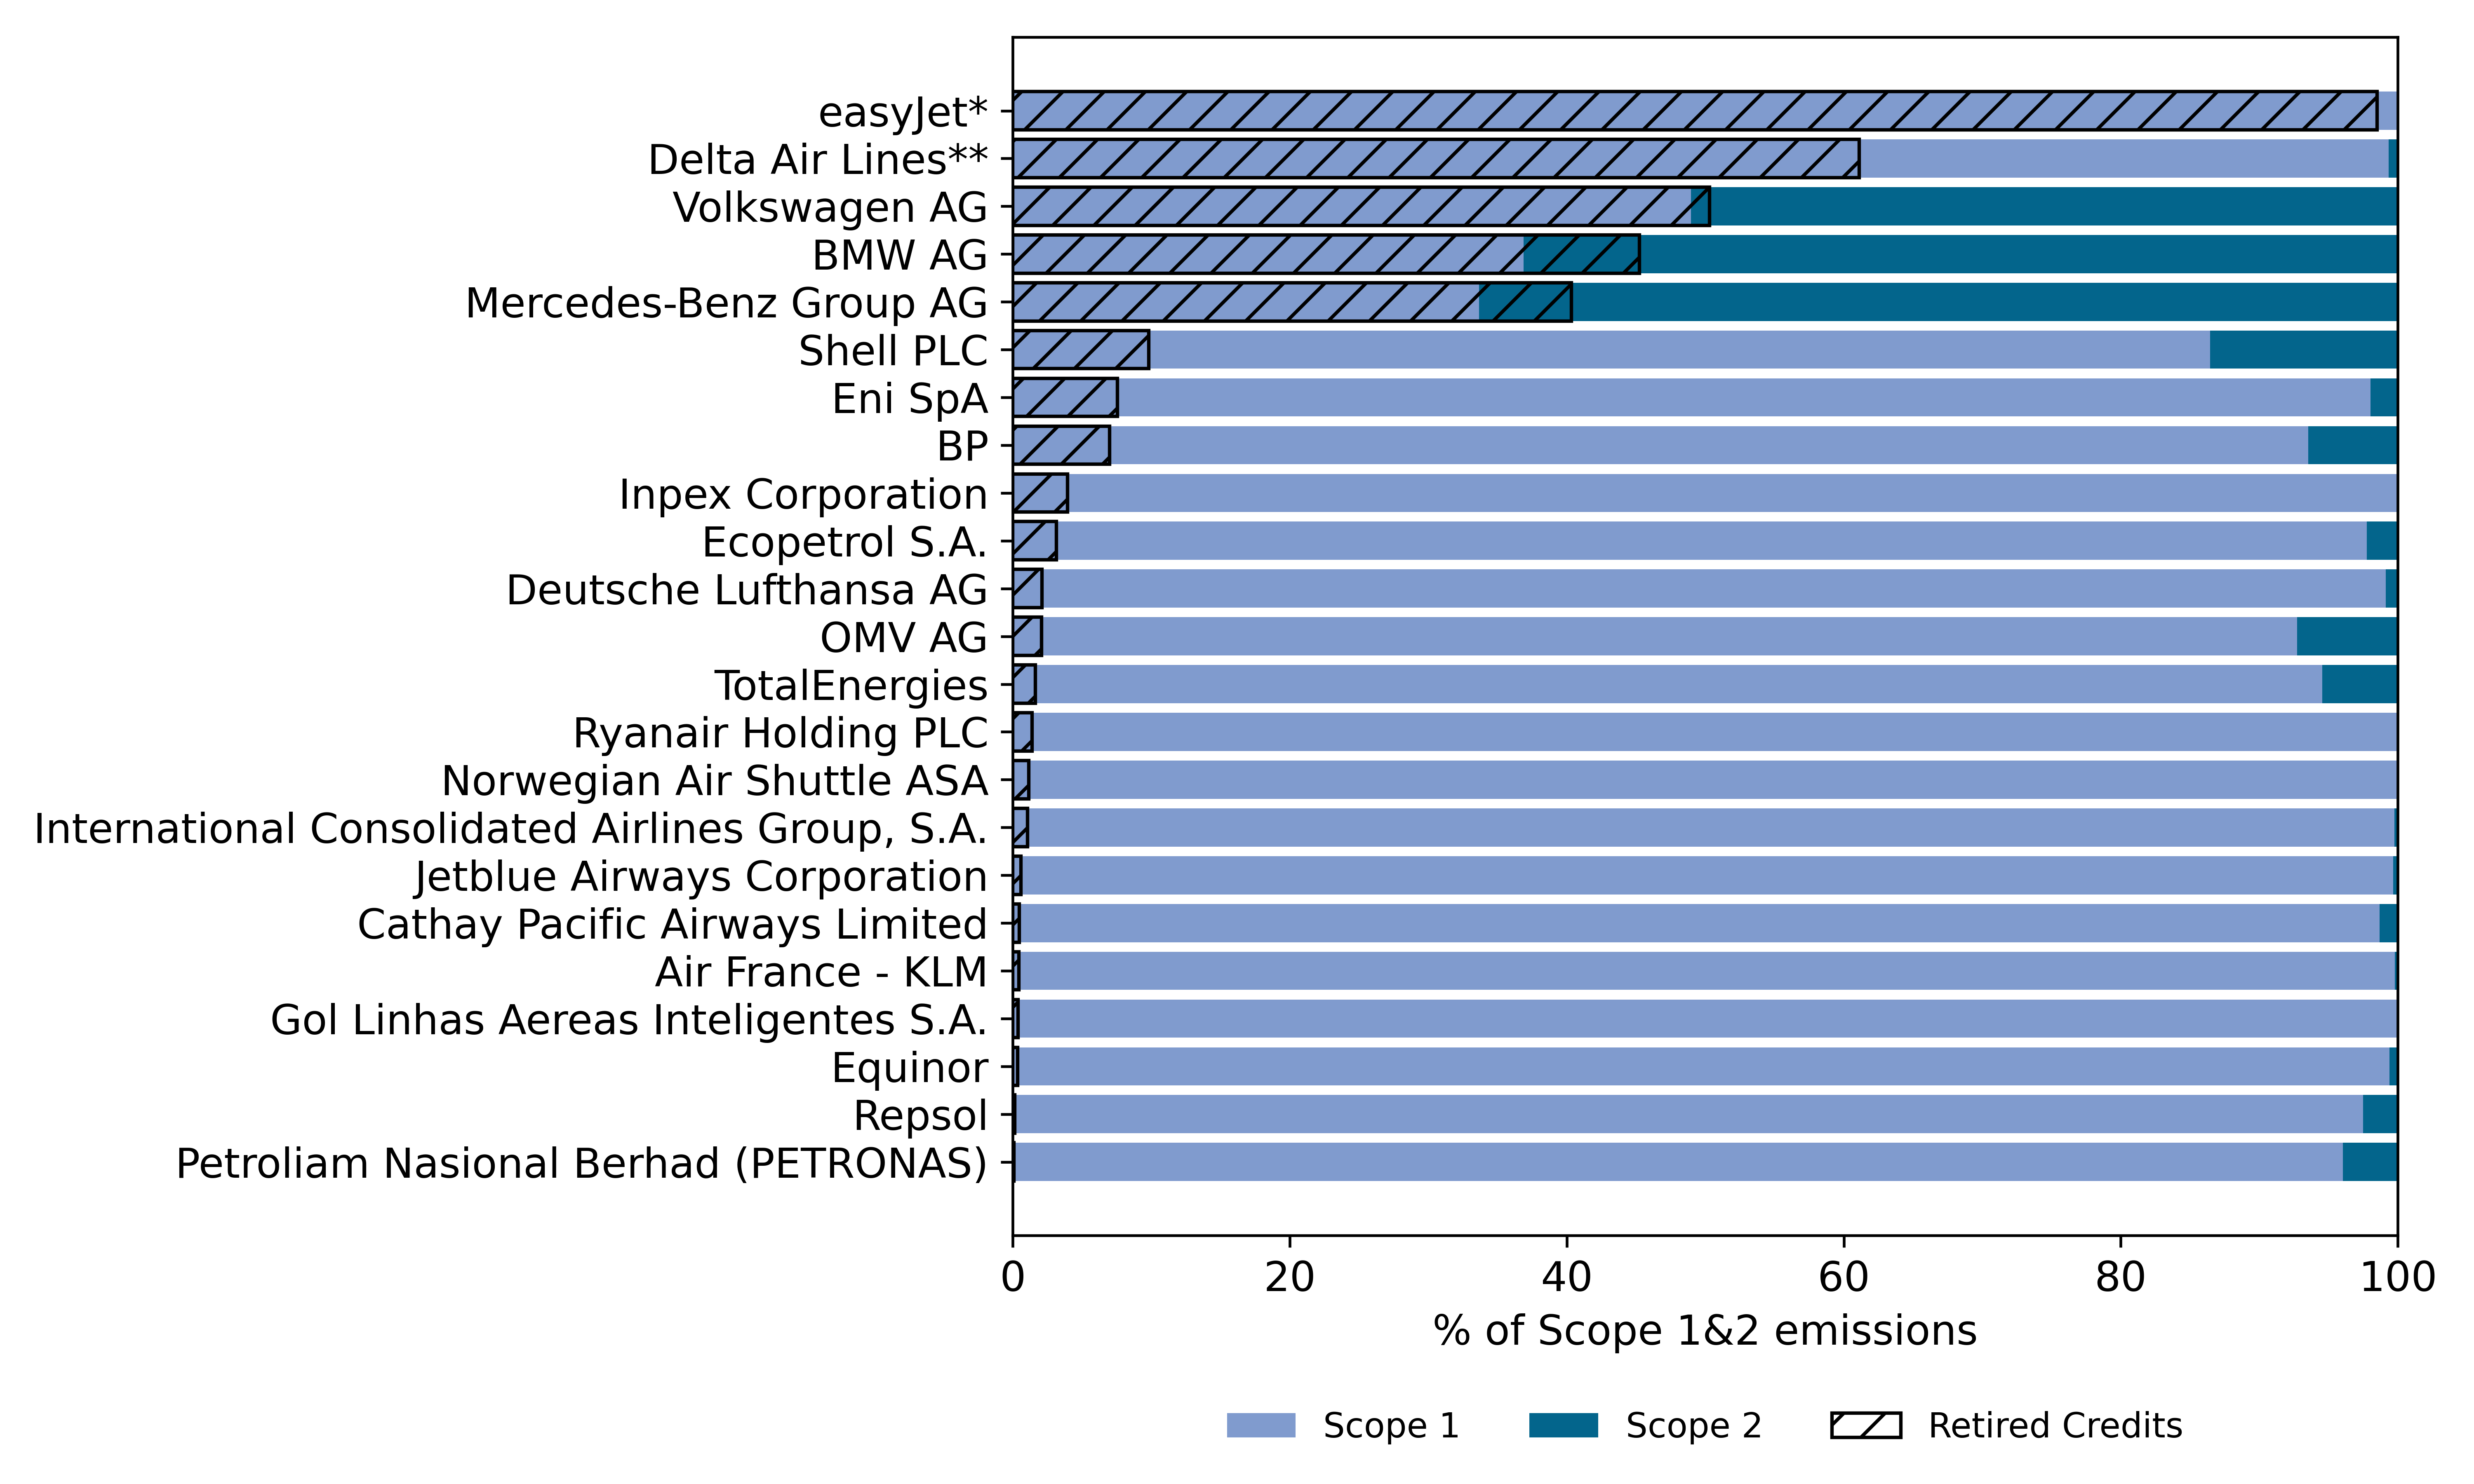 easyJet*
Delta Air Lines**
Volkswagen AG
BMW AG
Mercedes-Benz Group AG
Shell PLC
Eni SpA
BP
Inpex Corporation
Ecopetrol S.A.
Deutsche Lufthansa AG
OMV AG
TotalEnergies
Ryanair Holding PLC
Norwegian Air Shuttle ASA
International Consolidated Airlines Group, S.A.
Jetblue Airways Corporation
Cathay Pacific Airways Limited
Air France - KLM
Gol Linhas Aereas Inteligentes S.A.
Equinor
Repsol
Petroliam Nasional Berhad (PETRONAS)
0 20 40 60 80 100
% of Scope 1&2 emissions
Scope 1 Scope 2 Retired Credits